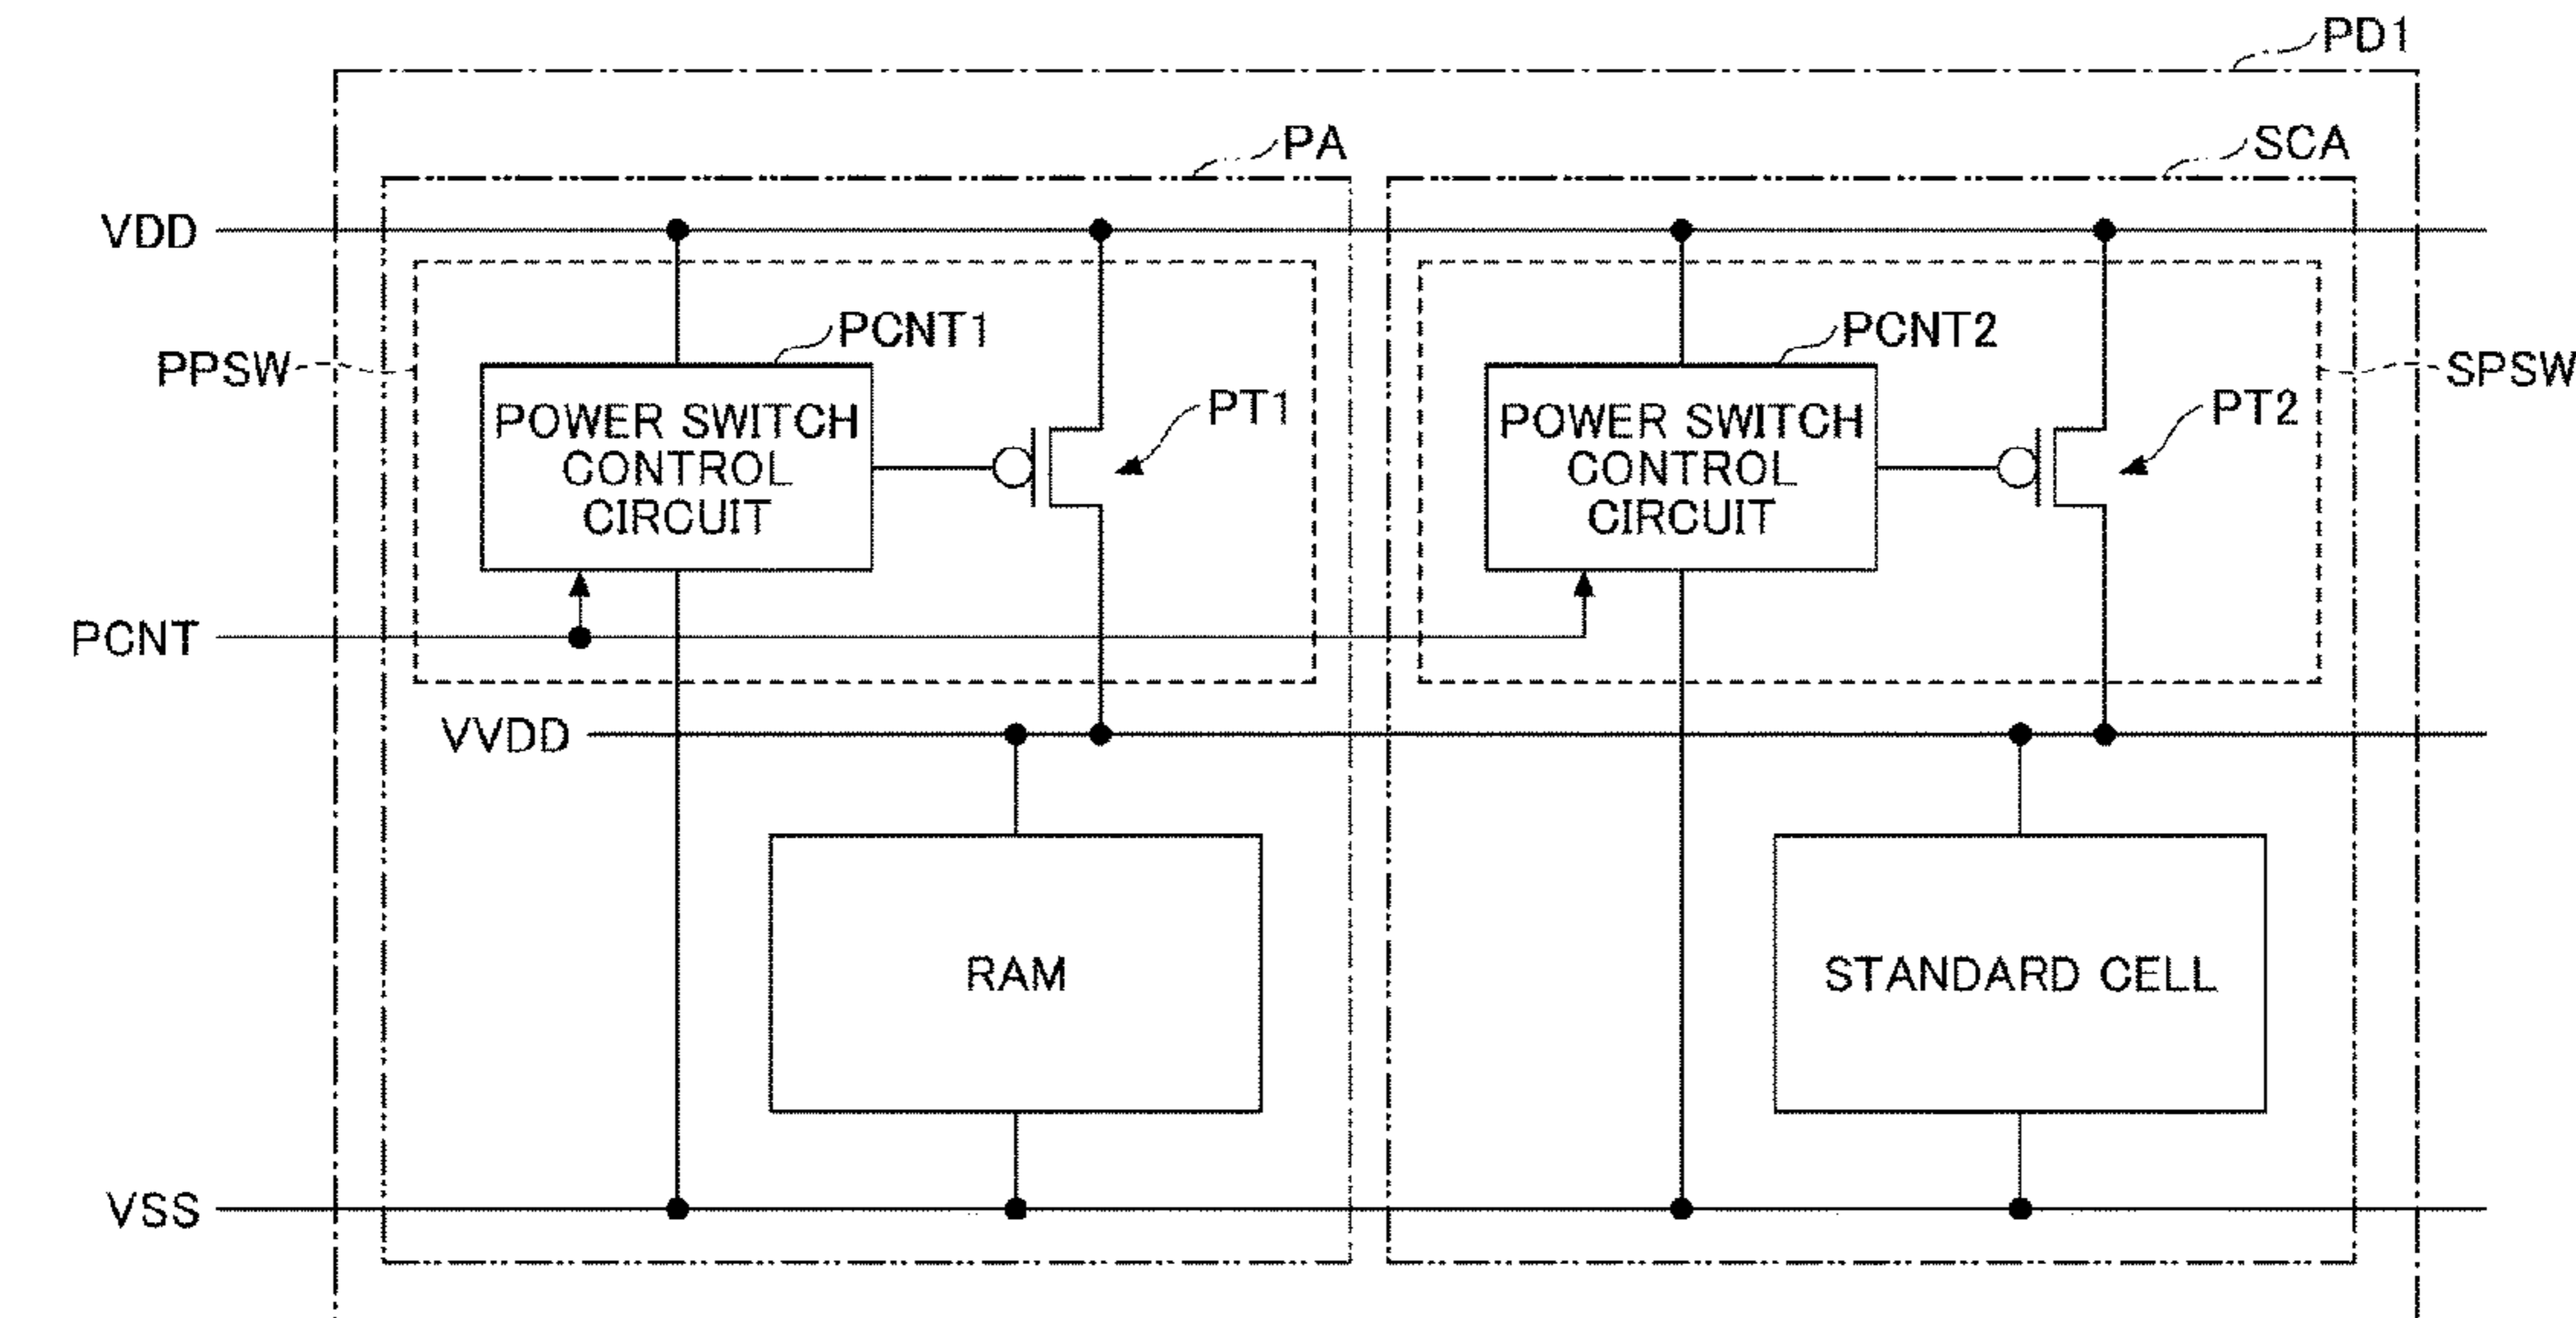 PD1
PA
SCA
VDD
PCNT1
PCNT2
PPSW
SPSW
PT1
PT2
POWER SWITCH
CONTROL
CIRCUIT
POWER SWITCH
CONTROL
CIRCUIT
PCNT
VVDD
RAM
STANDARD CELL
VSS